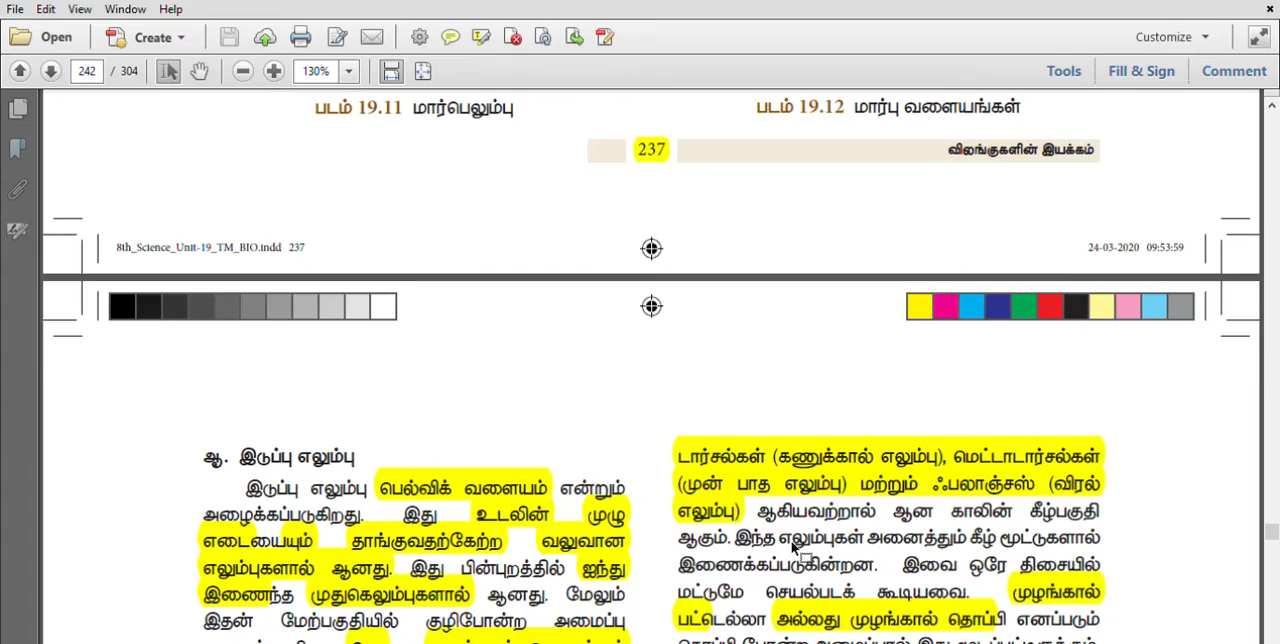 File Edit View Window Help
Open Create Customize
242 / 304 130% Tools Fill & Sign Comment
படம் 19.11 மார்பெலும்பு
படம் 19.12 மார்பு வளையங்கள்
237 விலங்குகளின் இயக்கம்
8th_Science_Unit-19_TM_BIO.indd 237 24-03-2020 09:53:59
ஆ. இடுப்பு எலும்பு
இடுப்பு எலும்பு பெல்விக் வளையம் என்றும்
அழைக்கப்படுகிறது. இது உடலின் முழு
எடையையும் தாங்குவதற்கேற்ற வலுவான
எலும்புகளால் ஆனது. இது பின்புறத்தில் ஐந்து
இணைந்த முதுகெலும்புகளால் ஆனது. மேலும்
இதன் மேற்பகுதியில் குழிபோன்ற அமைப்பு
டார்சல்கள் (கணுக்கால் எலும்பு), மெட்டாடார்சல்கள்
(முன் பாத எலும்பு) மற்றும் ஃபலாஞ்சஸ் (விரல்
எலும்பு) ஆகியவற்றால் ஆன காலின் கீழ்பகுதி
ஆகும். இந்த எலும்புகள் அனைத்தும் கீழ் மூட்டுகளால்
இணைக்கப்படுகின்றன. இவை ஒரே திசையில்
மட்டுமே செயல்படக் கூடியவை. முழங்கால்
பட்டெல்லா அல்லது முழங்கால் தொப்பி எனப்படும்